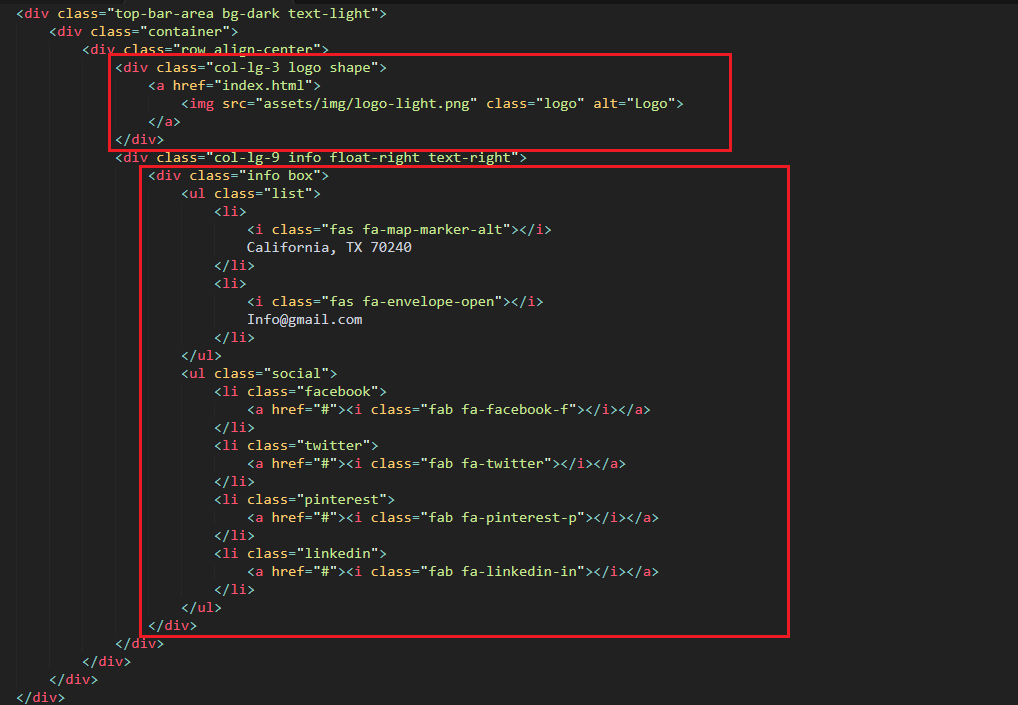 <div class="top-bar-area bg-dark text-light">
<div class="container">
<div class="row align-center">
<div class="col-lg-3 logo shape">
<a href="index.html">
<img src="assets/img/logo-light.png" class="logo" alt="Logo">
</a>
</div>
<div class="col-lg-9 info float-right text-right">
<div class="info box">
<ul class="list">
<li>
<i class="fas fa-map-marker-alt"></i>
California, TX 70240
</li>
<li>
<i class="fas fa-envelope-open"></i>
Info@gmail.com
</li>
</ul>
<ul class="social">
<li class="facebook">
<a href="#"><i class="fab fa-facebook-f"></i></a>
</li>
<li class="twitter">
<a href="#"><i class="fab fa-twitter"></i></a>
</li>
<li class="pinterest">
<a href="#"><i class="fab fa-pinterest-p"></i></a>
</li>
<li class="linkedin">
<a href="#"><i class="fab fa-linkedin-in"></i></a>
</li>
</ul>
</div>
</div>
</div>
</div>
</div>